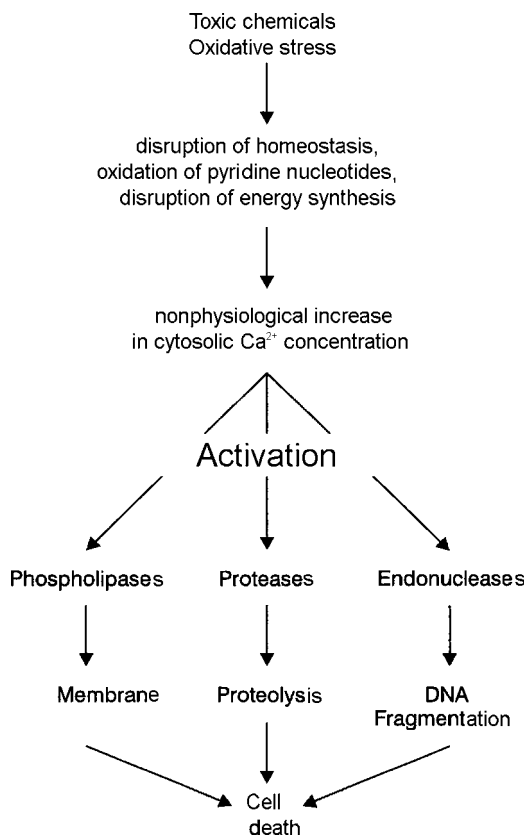 Toxic chemicals
Oxidative stress
disruption of homeostasis,
oxidation of pyridine nucleotides,
disruption of energy synthesis
nonphysiological increase
in cytosolic Ca²⁺ concentration
Activation
Phospholipases Proteases Endonucleases
Membrane Proteolysis DNA
Fragmentation
Cell
death